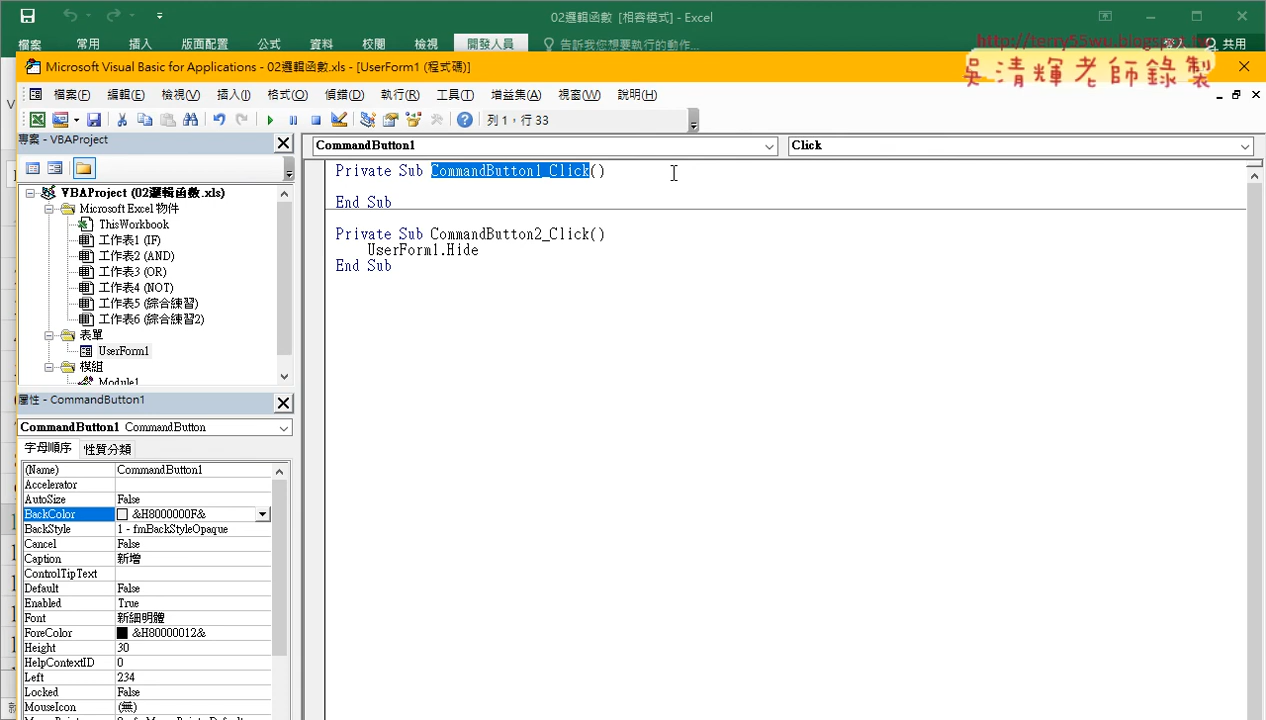 02邏輯函數 [相容模式] - Excel
檔案 常用 插入 版面配置 公式 資料 校閱 檢視 開發人員 告訴我您想要執行的動作... 登入 共用
http://terry55wu.blogspot.tw
吳清輝老師錄製
Microsoft Visual Basic for Applications - 02邏輯函數.xls - [UserForm1 (程式碼)]
檔案(F) 編輯(E) 檢視(V) 插入(I) 格式(O) 偵錯(D) 執行(R) 工具(T) 增益集(A) 視窗(W) 說明(H)
列 1，行 33
專案 - VBAProject
CommandButton1 Click
VBAProject (02邏輯函數.xls)
Microsoft Excel 物件
ThisWorkbook
工作表1 (IF)
工作表2 (AND)
工作表3 (OR)
工作表4 (NOT)
工作表5 (綜合練習)
工作表6 (綜合練習2)
表單
UserForm1
模組
Module1
Private Sub CommandButton1_Click()
End Sub
Private Sub CommandButton2_Click()
UserForm1.Hide
End Sub
屬性 - CommandButton1
CommandButton1 CommandButton
字母順序 性質分類
(Name) CommandButton1
Accelerator
AutoSize False
BackColor &H8000000F&
BackStyle 1 - fmBackStyleOpaque
Cancel False
Caption 新增
ControlTipText
Default False
Enabled True
Font 新細明體
ForeColor &H80000012&
Height 30
HelpContextID 0
Left 234
Locked False
MouseIcon (無)